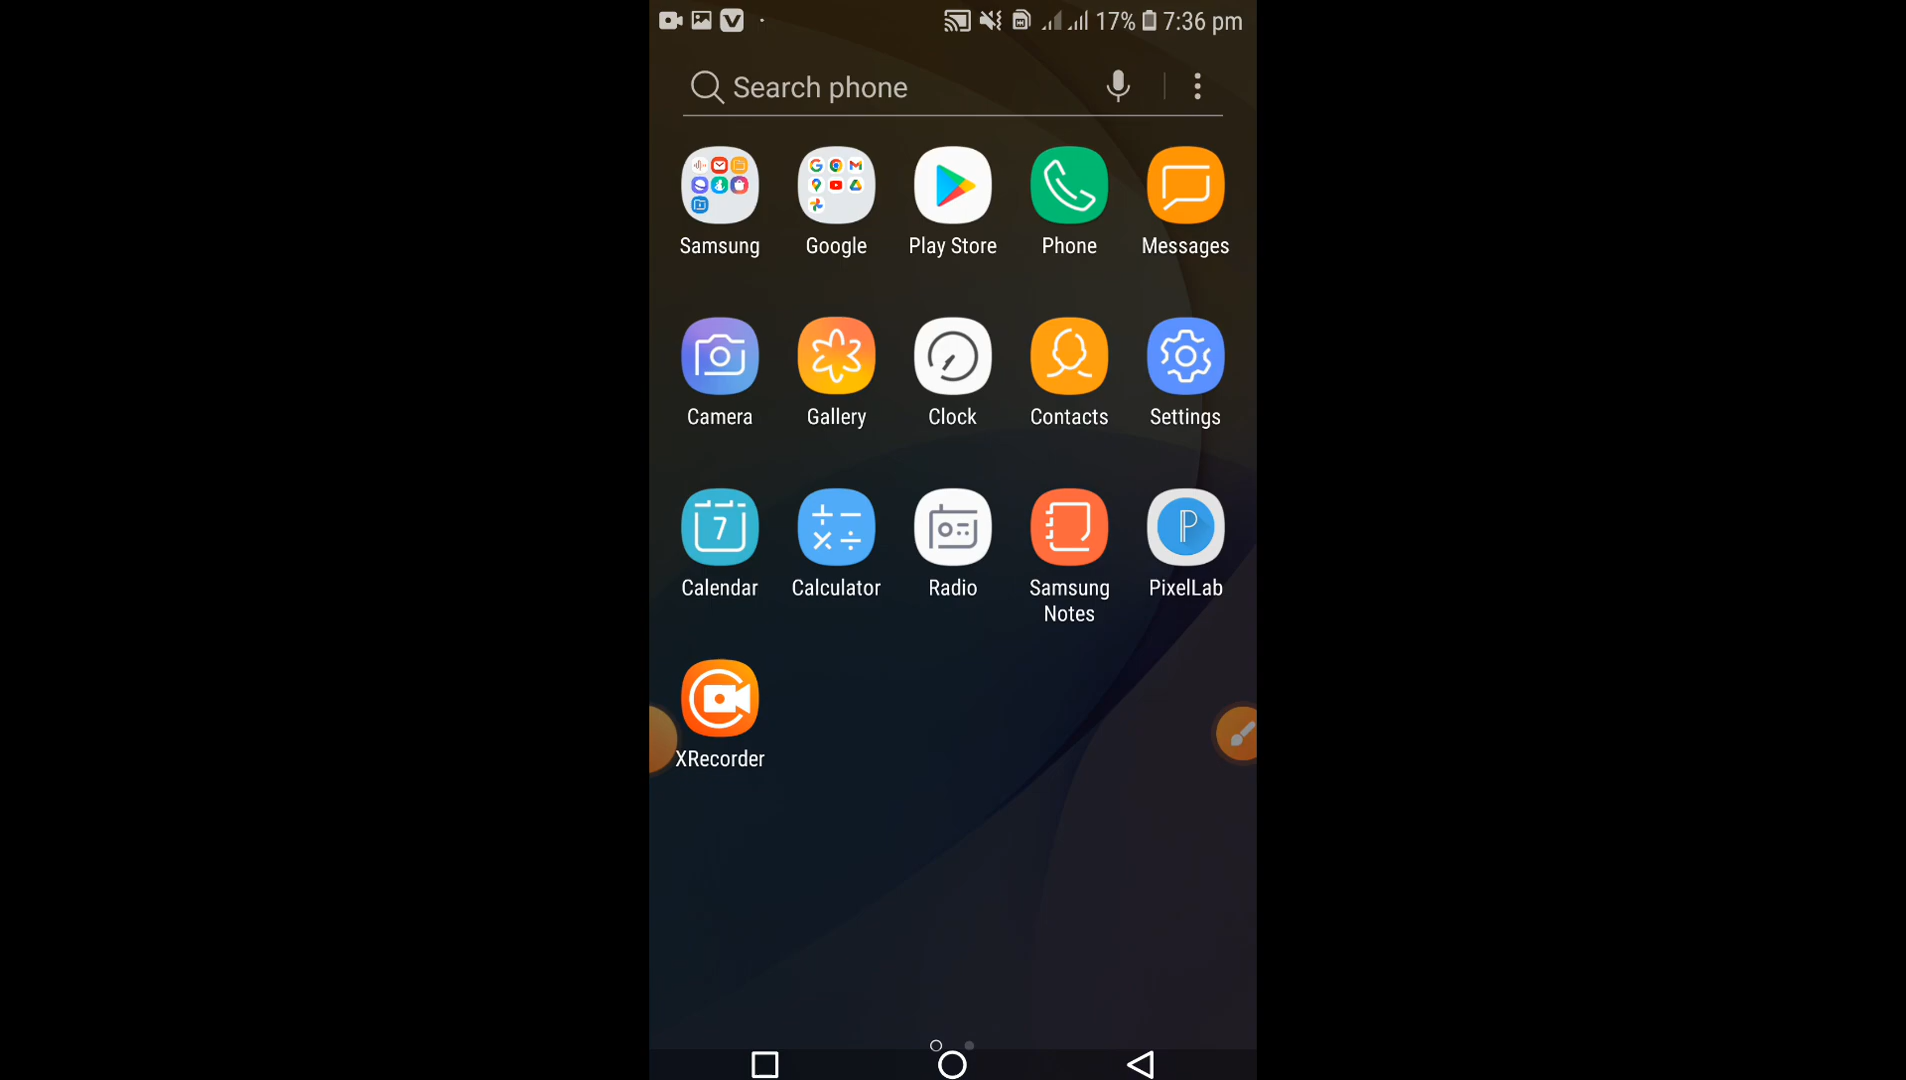 17% 7:36 pm
Search phone
Samsung Google Play Store Phone Messages
Camera Gallery Clock Contacts Settings
7
Calendar Calculator Radio Samsung Notes PixelLab
XRecorder